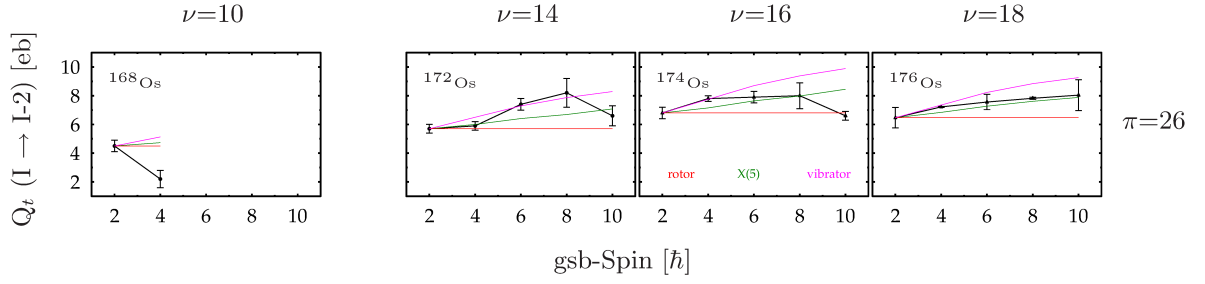 ν=10 ν=14 ν=16 ν=18
Qt (I → I-2) [eb]
10
8
6
4
2
168Os
172Os
174Os
176Os
π=26
rotor X(5) vibrator
2 4 6 8 10 2 4 6 8 10 2 4 6 8 10 2 4 6 8 10
gsb-Spin [ħ]